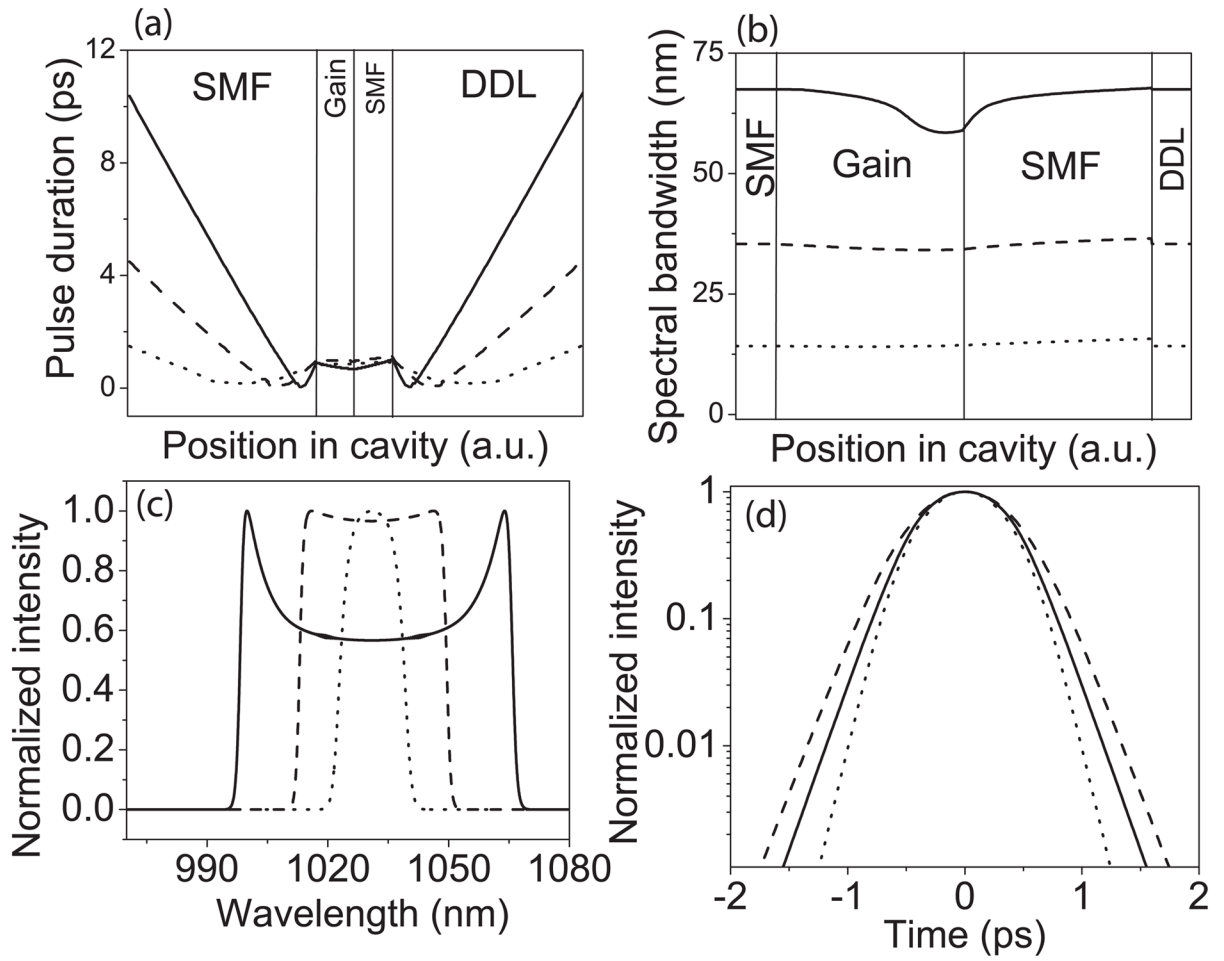 (a)
12
8
4
0
Pulse duration (ps)
SMF
Gain
SMF
DDL
Position in cavity (a.u.)
(b)
75
50
25
0
Spectral bandwidth (nm)
SMF
Gain
SMF
DDL
Position in cavity (a.u.)
(c)
1.0
0.8
0.6
0.4
0.2
0.0
Normalized intensity
990
1020
1050
1080
Wavelength (nm)
(d)
1
0.1
0.01
Normalized intensity
-2
-1
0
1
2
Time (ps)